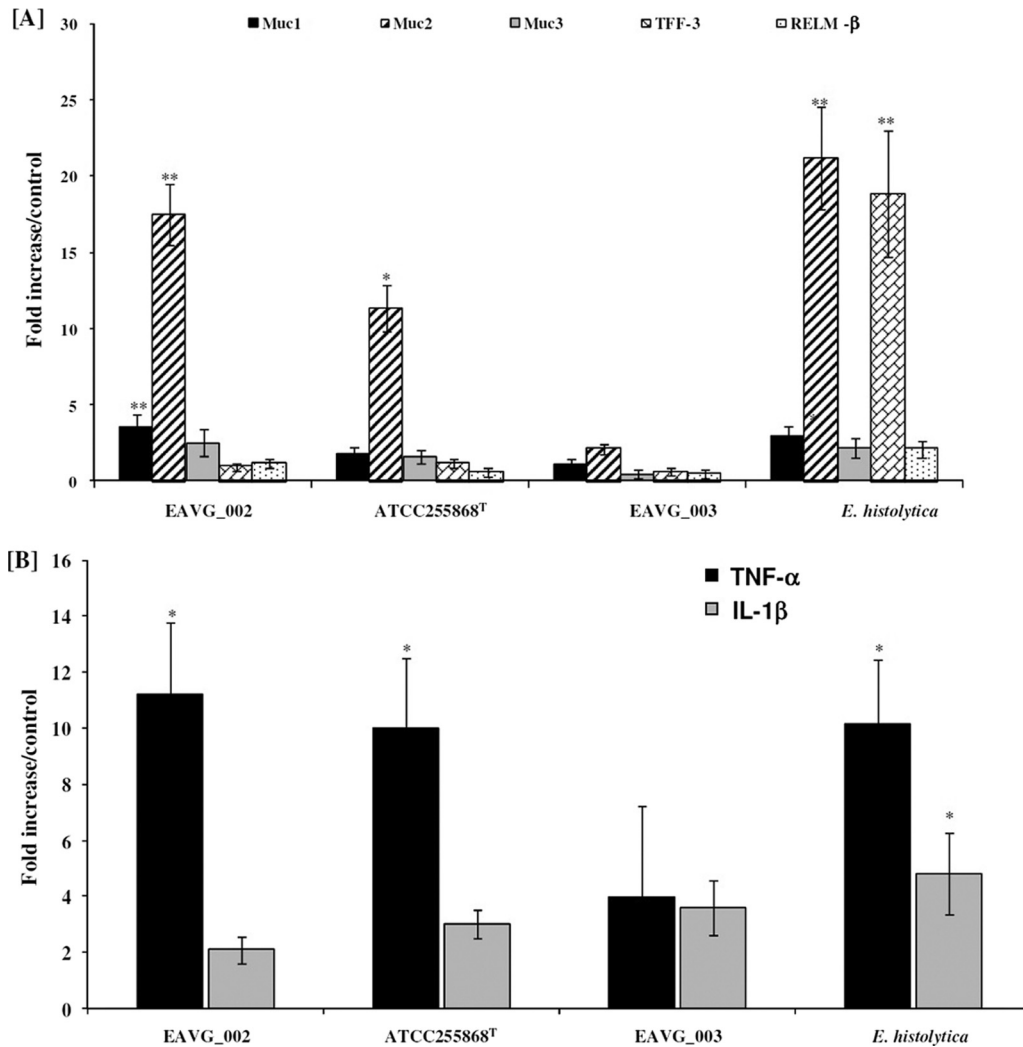 [A]
Muc1 Muc2 Muc3 TFF-3 RELM -β
30
25
20
15
10
5
0
Fold increase/control
** ** * ** **
*
EAVG_002 ATCC255868ᵀ EAVG_003 E. histolytica
[B]
TNF-α
IL-1β
16
14
12
10
8
6
4
2
0
Fold increase/control
* * * *
EAVG_002 ATCC255868ᵀ EAVG_003 E. histolytica